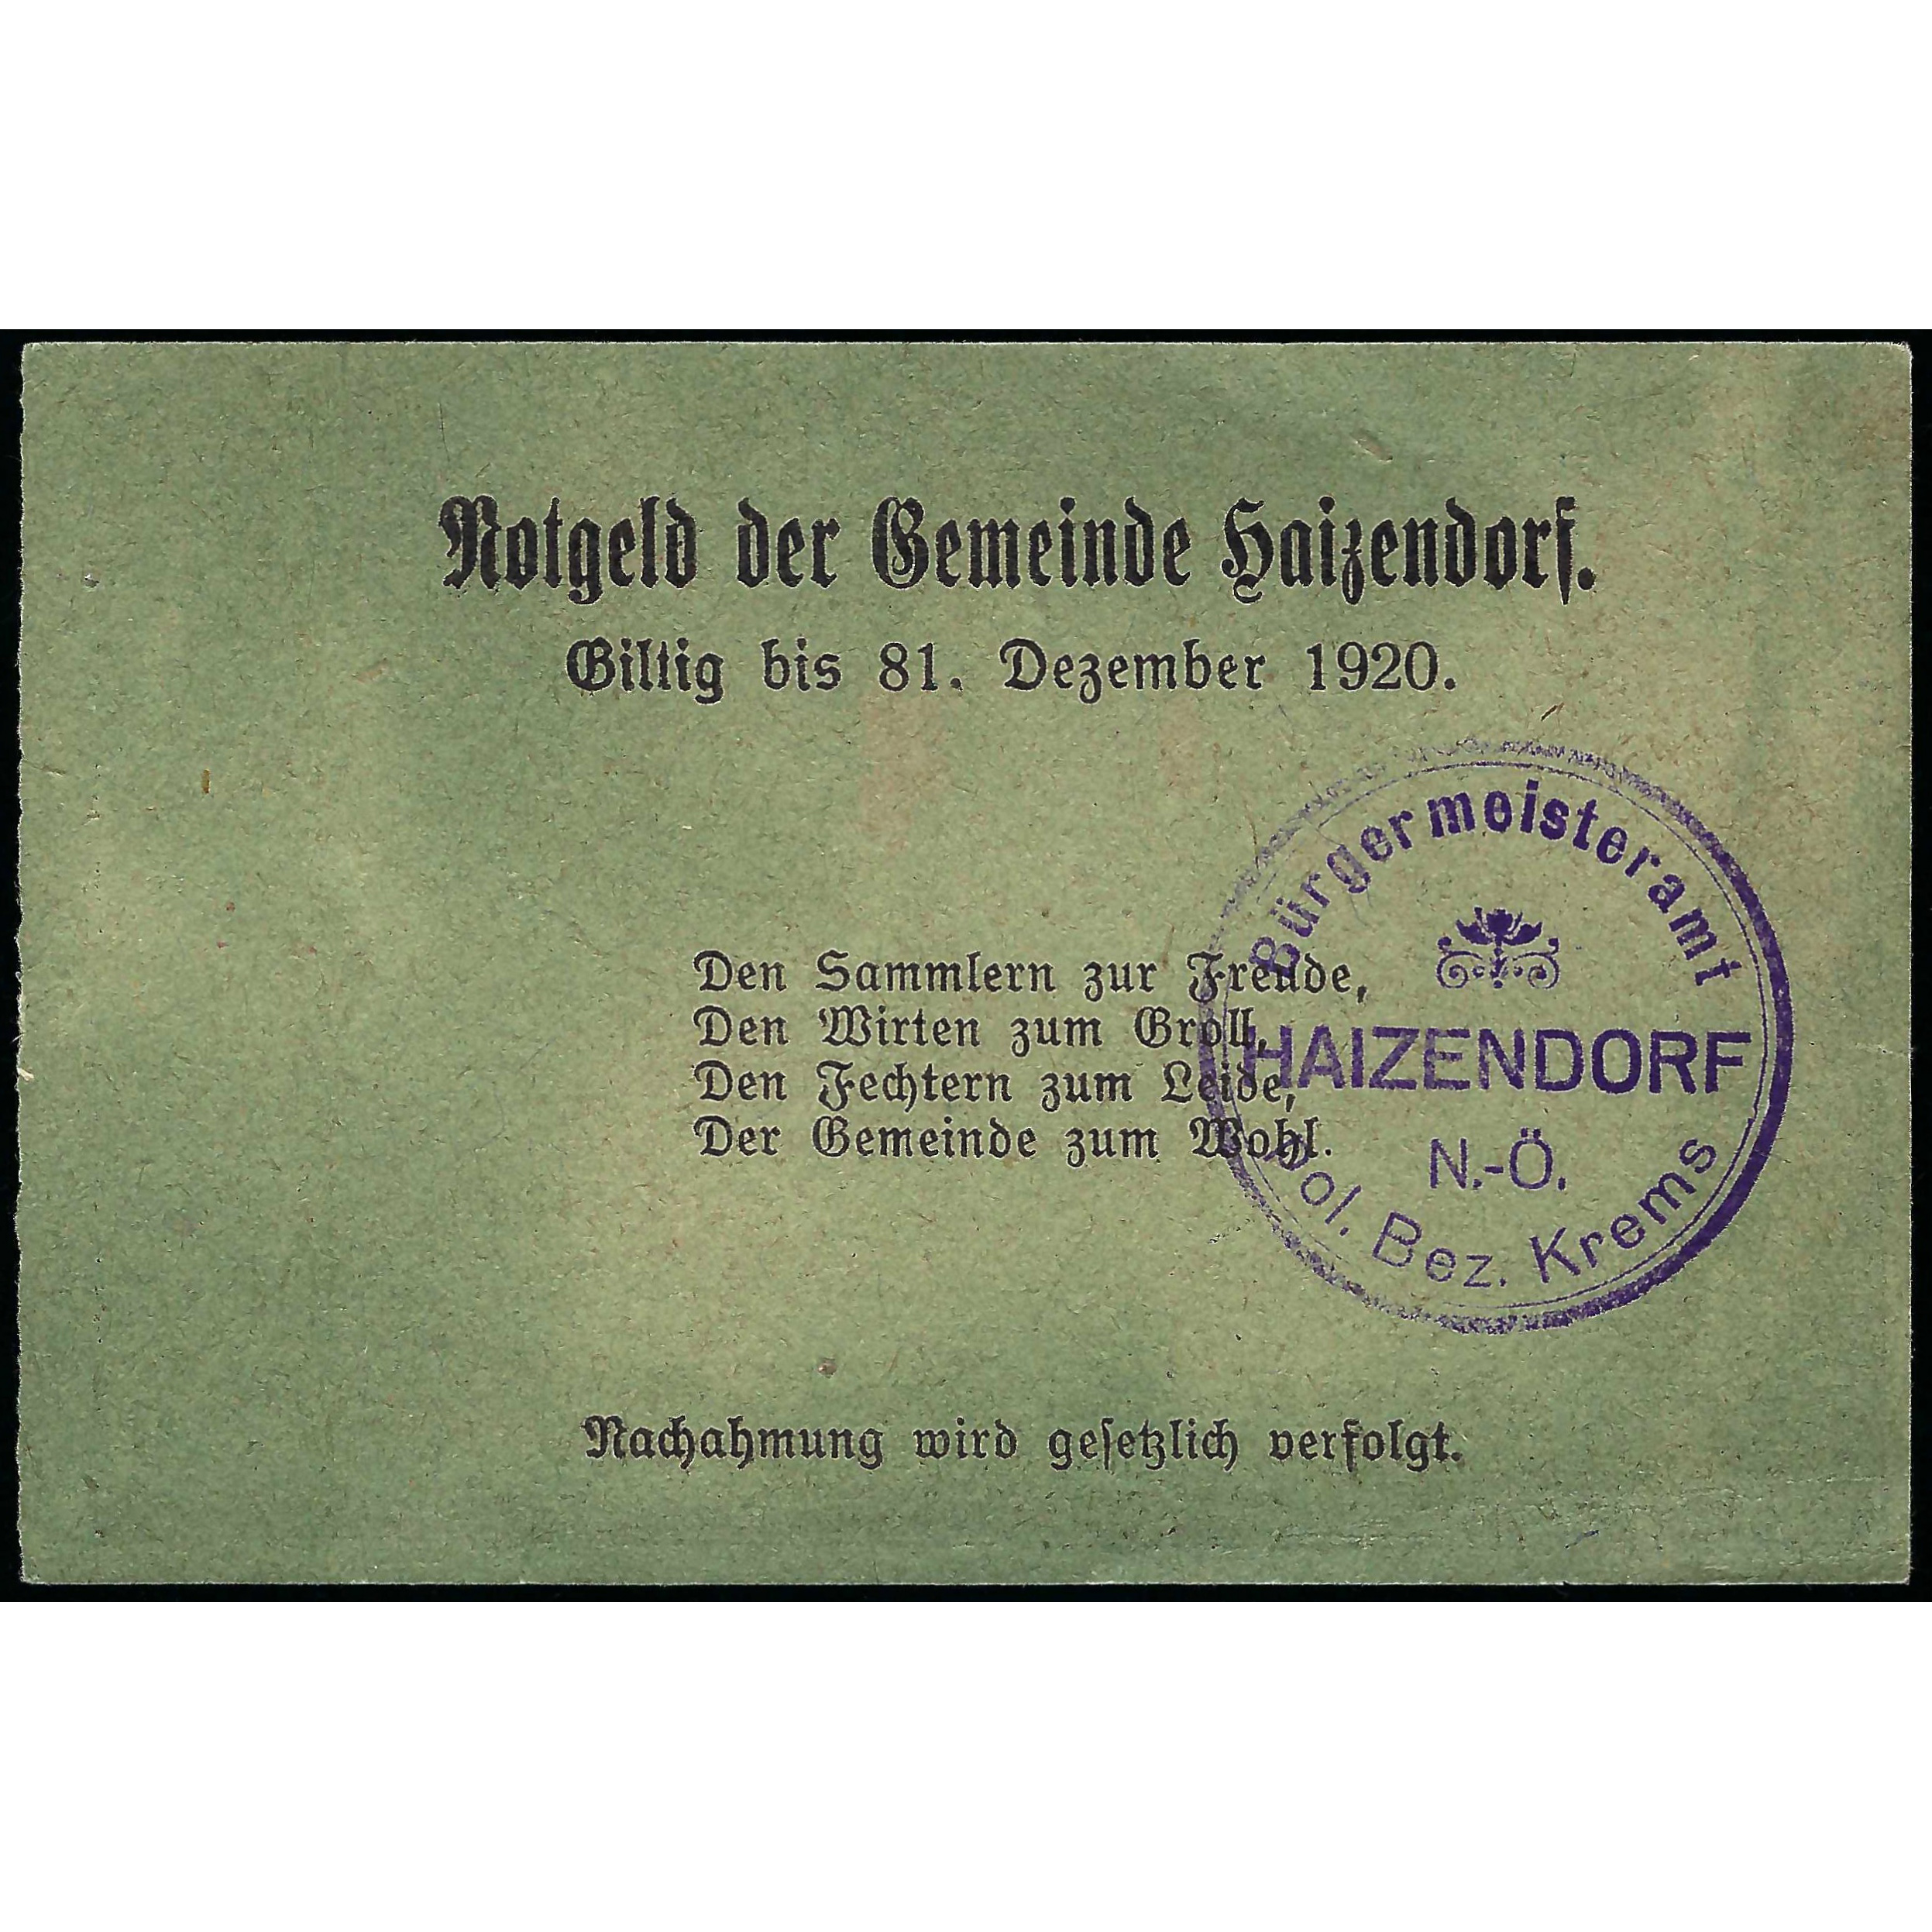 Notgeld der Gemeinde Haizendorf.
Giltig bis 81. Dezember 1920.
Den Sammlern zur Freude,
Den Wirten zum Groll,
Den Fechtern zum Leide,
Der Gemeinde zum Wohl.
Bürgermeisteramt
HAIZENDORF
N.-Ö.
Pol. Bez. Krems
Nachahmung wird gesetzlich verfolgt.